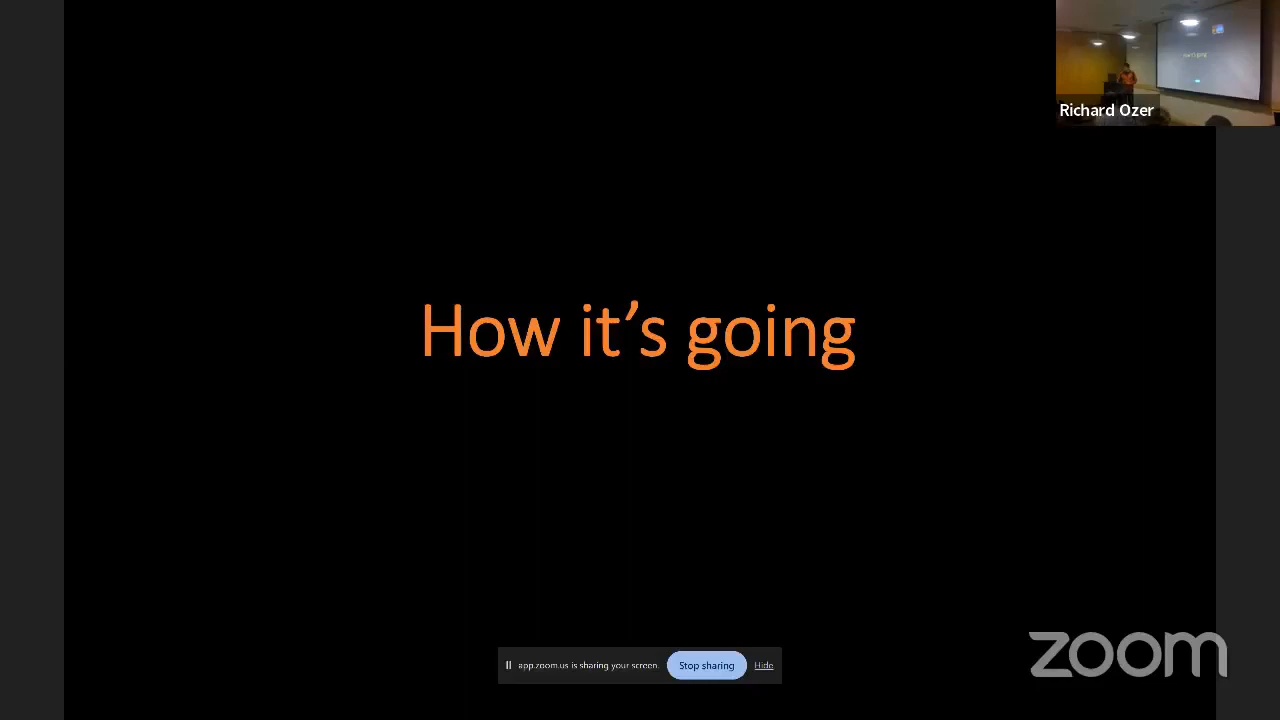 Richard Ozer
How it's going
app.zoom.us is sharing your screen. Stop sharing Hide
zoom